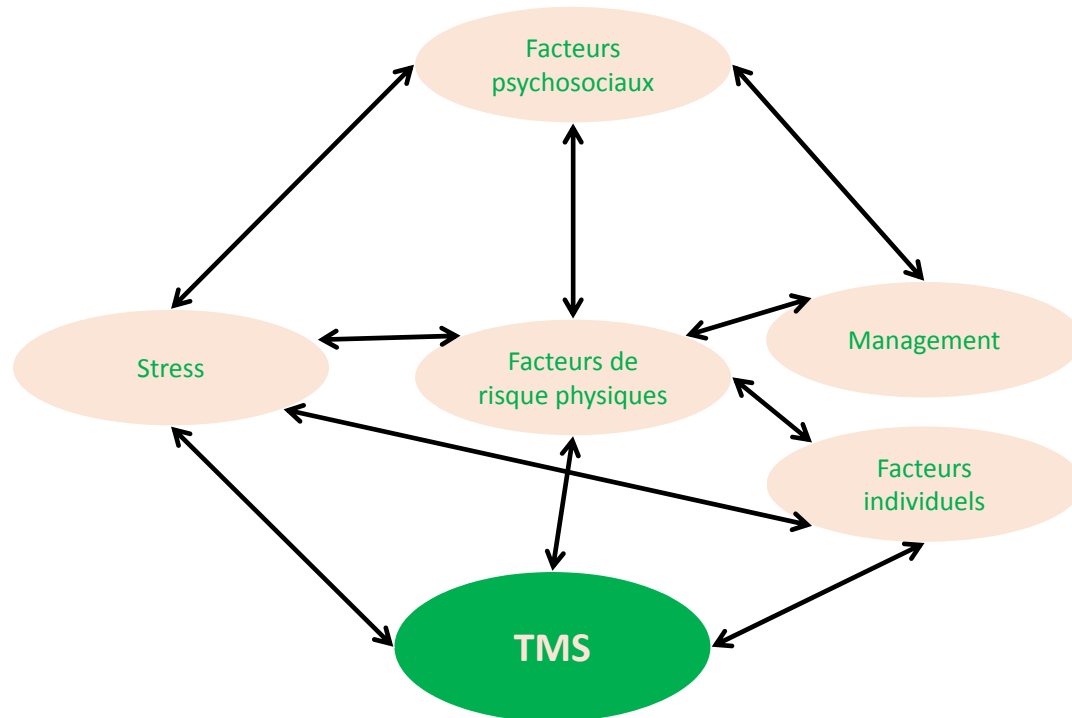 Facteurs
psychosociaux
Management
Stress
Facteurs de
risque physiques
Facteurs
individuels
TMS